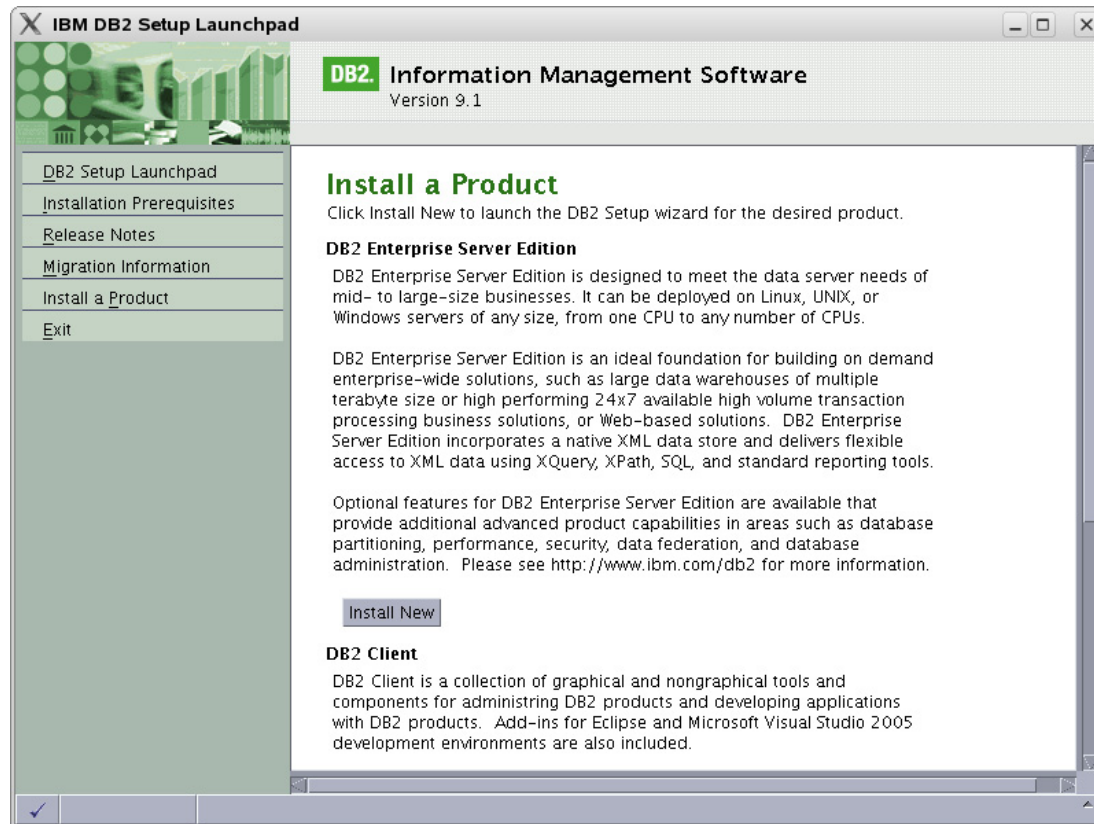 IBM DB2 Setup Launchpad
DB2. Information Management Software
Version 9.1
DB2 Setup Launchpad
Installation Prerequisites
Release Notes
Migration Information
Install a Product
Exit
Install a Product
Click Install New to launch the DB2 Setup wizard for the desired product.
DB2 Enterprise Server Edition
DB2 Enterprise Server Edition is designed to meet the data server needs of
mid- to large-size businesses. It can be deployed on Linux, UNIX, or
Windows servers of any size, from one CPU to any number of CPUs.
DB2 Enterprise Server Edition is an ideal foundation for building on demand
enterprise-wide solutions, such as large data warehouses of multiple
terabyte size or high performing 24x7 available high volume transaction
processing business solutions, or Web-based solutions. DB2 Enterprise
Server Edition incorporates a native XML data store and delivers flexible
access to XML data using XQuery, XPath, SQL, and standard reporting tools.
Optional features for DB2 Enterprise Server Edition are available that
provide additional advanced product capabilities in areas such as database
partitioning, performance, security, data federation, and database
administration. Please see http://www.ibm.com/db2 for more information.
Install New
DB2 Client
DB2 Client is a collection of graphical and nongraphical tools and
components for administring DB2 products and developing applications
with DB2 products. Add-ins for Eclipse and Microsoft Visual Studio 2005
development environments are also included.